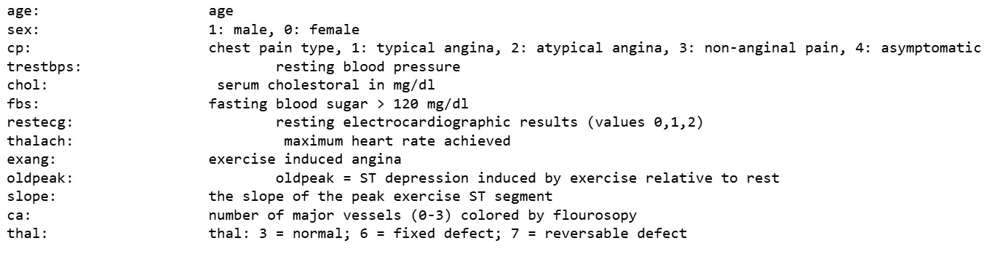 age: age
sex: 1: male, 0: female
cp: chest pain type, 1: typical angina, 2: atypical angina, 3: non-anginal pain, 4: asymptomatic
trestbps: resting blood pressure
chol: serum cholestoral in mg/dl
fbs: fasting blood sugar > 120 mg/dl
restecg: resting electrocardiographic results (values 0,1,2)
thalach: maximum heart rate achieved
exang: exercise induced angina
oldpeak: oldpeak = ST depression induced by exercise relative to rest
slope: the slope of the peak exercise ST segment
ca: number of major vessels (0-3) colored by flourosopy
thal: thal: 3 = normal; 6 = fixed defect; 7 = reversable defect